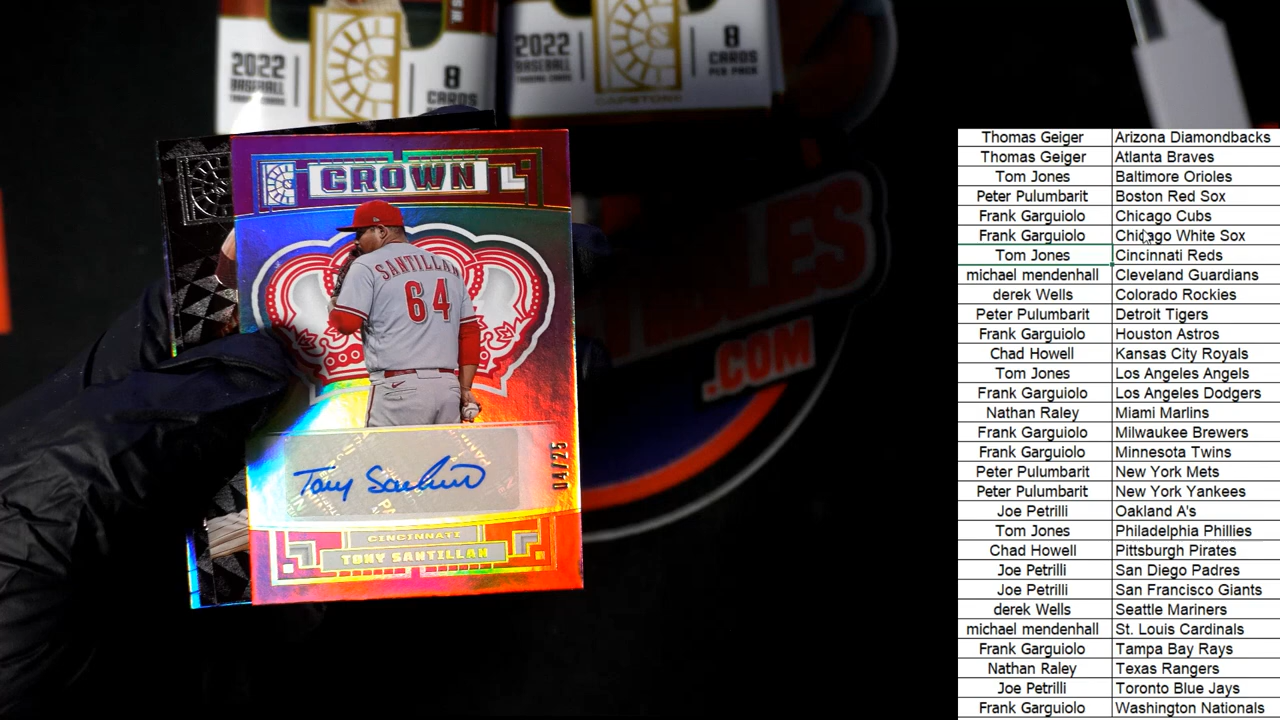 2022
BASEBALL
TRADING CARDS
8
CARDS
2022
BASEBALL
TRADING CARDS
8
CARDS
PER PACK
CAPSTONE
CROWN
SANTILLAN
64
04/25
Tony Santillan
CINCINNATI
TONY SANTILLAN
.COM
Thomas Geiger Arizona Diamondbacks
Thomas Geiger Atlanta Braves
Tom Jones Baltimore Orioles
Peter Pulumbarit Boston Red Sox
Frank Garguiolo Chicago Cubs
Frank Garguiolo Chicago White Sox
Tom Jones Cincinnati Reds
michael mendenhall Cleveland Guardians
derek Wells Colorado Rockies
Peter Pulumbarit Detroit Tigers
Frank Garguiolo Houston Astros
Chad Howell Kansas City Royals
Tom Jones Los Angeles Angels
Frank Garguiolo Los Angeles Dodgers
Nathan Raley Miami Marlins
Frank Garguiolo Milwaukee Brewers
Frank Garguiolo Minnesota Twins
Peter Pulumbarit New York Mets
Peter Pulumbarit New York Yankees
Joe Petrilli Oakland A's
Tom Jones Philadelphia Phillies
Chad Howell Pittsburgh Pirates
Joe Petrilli San Diego Padres
Joe Petrilli San Francisco Giants
derek Wells Seattle Mariners
michael mendenhall St. Louis Cardinals
Frank Garguiolo Tampa Bay Rays
Nathan Raley Texas Rangers
Joe Petrilli Toronto Blue Jays
Frank Garguiolo Washington Nationals